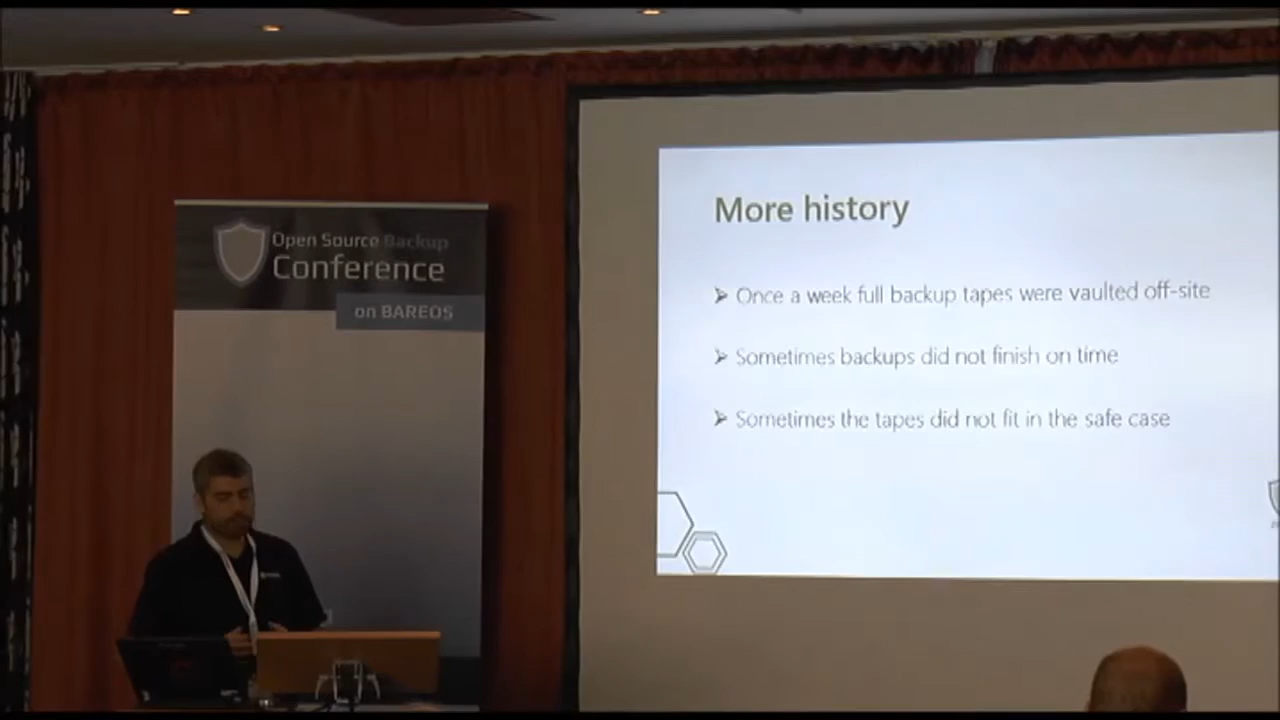 Open Source Backup
Conference
on BAREOS
More history
➢ Once a week full backup tapes were vaulted off-site
➢ Sometimes backups did not finish on time
➢ Sometimes the tapes did not fit in the safe case